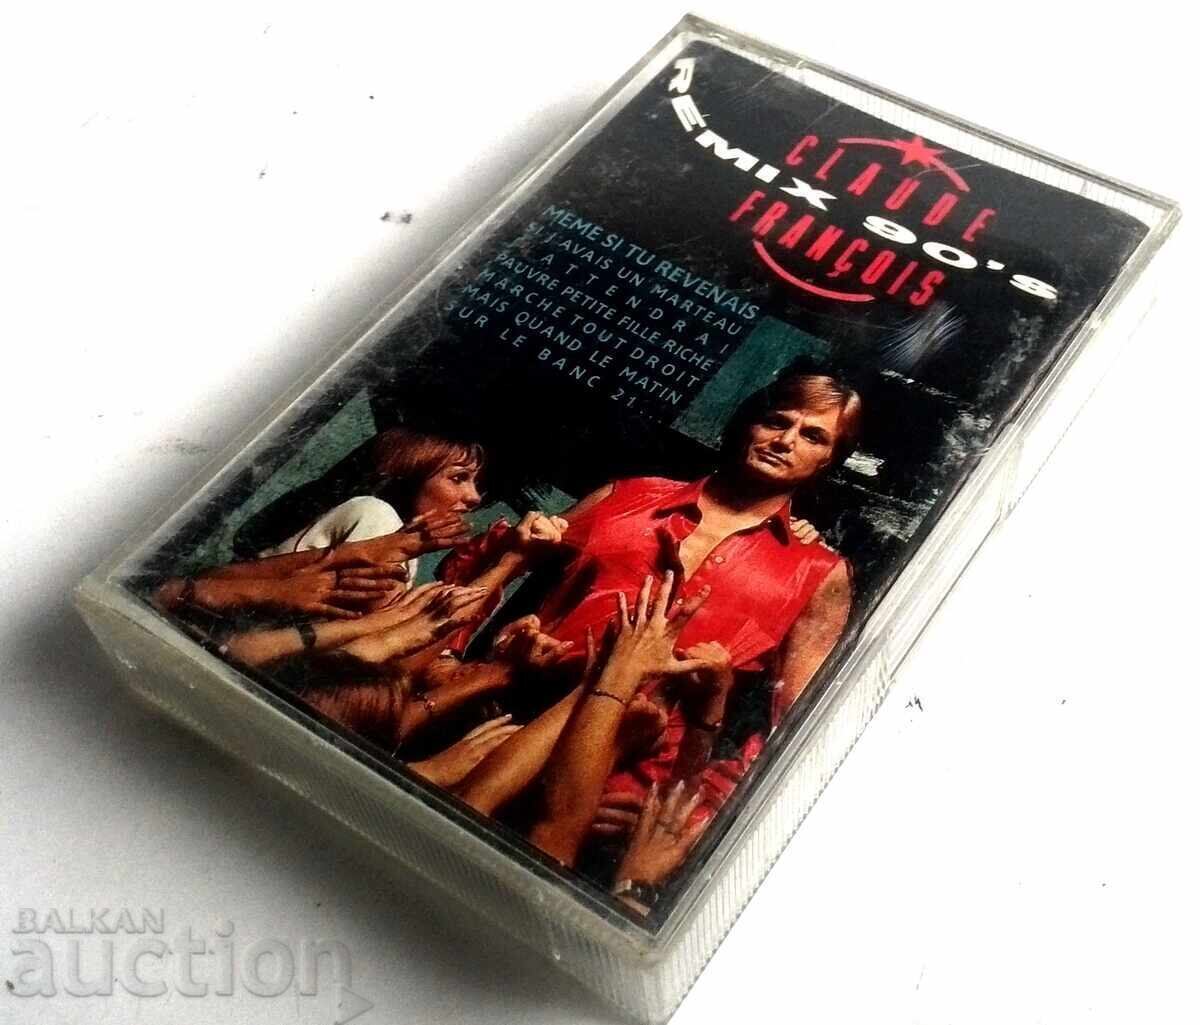 REMIX 90'S
CLAUDE
FRANÇOIS
MEME SI TU REVENAIS
SI J'AVAIS UN MARTEAU
J'ATTENDRAI
PAUVRE PETITE FILLE RICHE
MARCHE TOUT DROIT
MAIS QUAND LE MATIN
SUR LE BANC 21...
BALKAN
auction